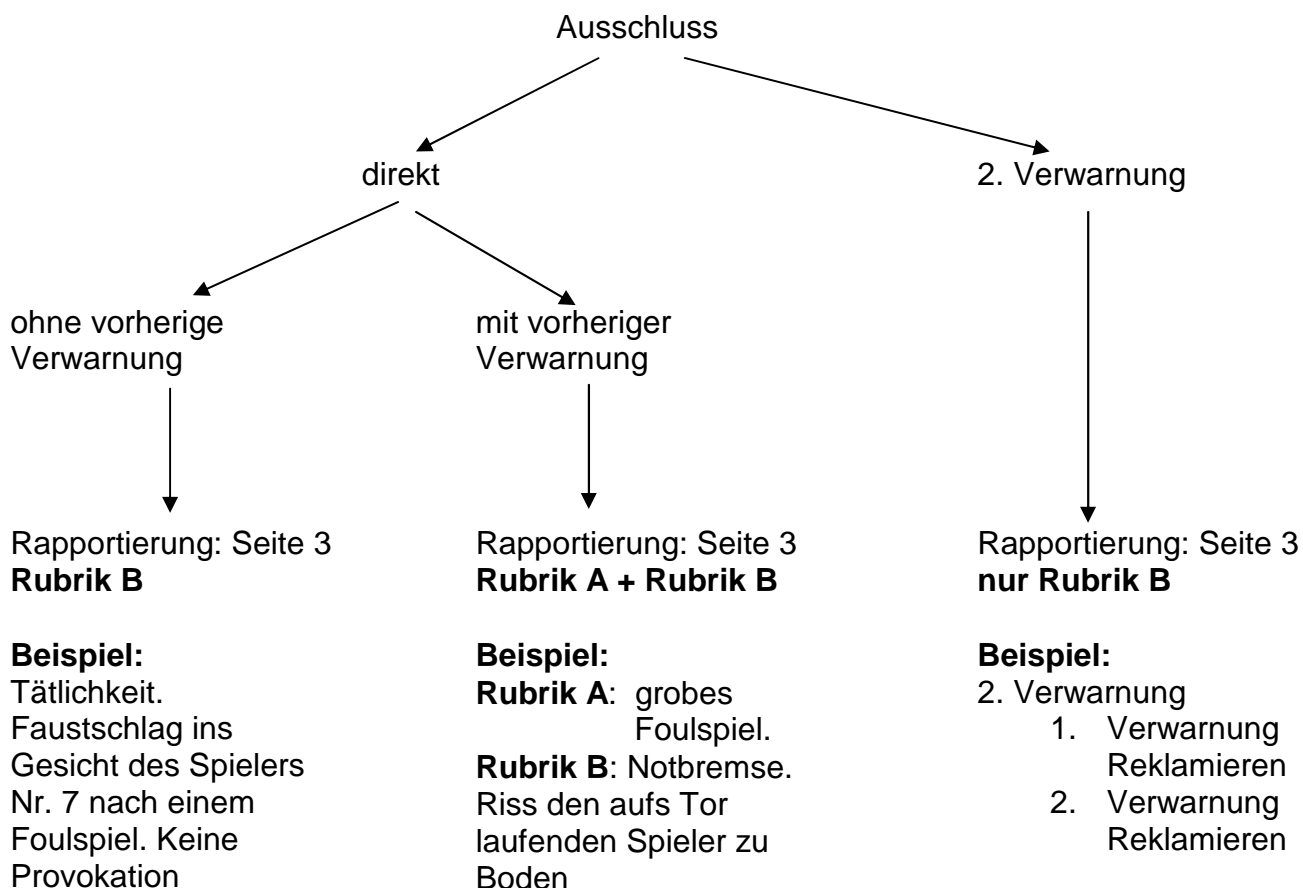 Ausschluss
direkt
2. Verwarnung
ohne vorherige
Verwarnung
mit vorheriger
Verwarnung
Rapportierung: Seite 3
Rubrik B
Beispiel:
Tätlichkeit.
Faustschlag ins
Gesicht des Spielers
Nr. 7 nach einem
Foulspiel. Keine
Provokation
Rapportierung: Seite 3
Rubrik A + Rubrik B
Beispiel:
Rubrik A: grobes
Foulspiel.
Rubrik B: Notbremse.
Riss den aufs Tor
laufenden Spieler zu
Boden
Rapportierung: Seite 3
nur Rubrik B
Beispiel:
2. Verwarnung
1. Verwarnung
Reklamieren
2. Verwarnung
Reklamieren